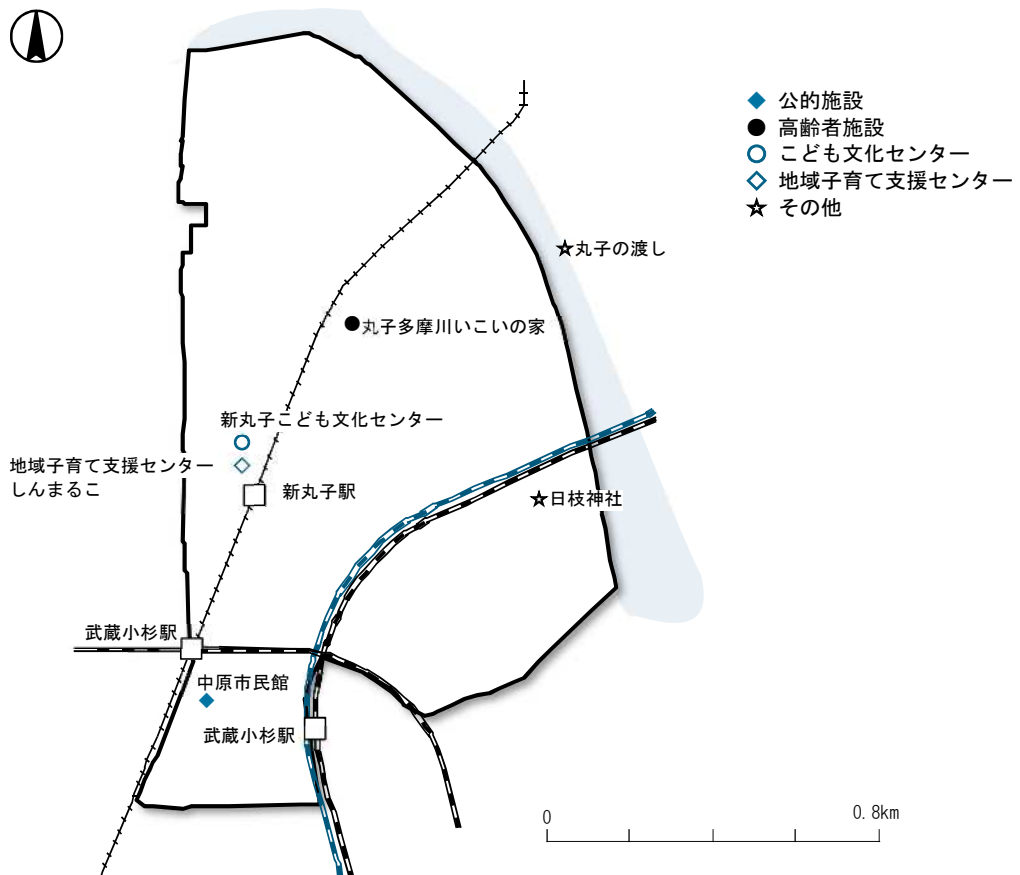 公的施設
高齢者施設
こども文化センター
地域子育て支援センター
その他
丸子の渡し
丸子多摩川いこいの家
新丸子こども文化センター
地域子育て支援センター
しんまるこ
新丸子駅
日枝神社
武蔵小杉駅
中原市民館
武蔵小杉駅
0
0.8km